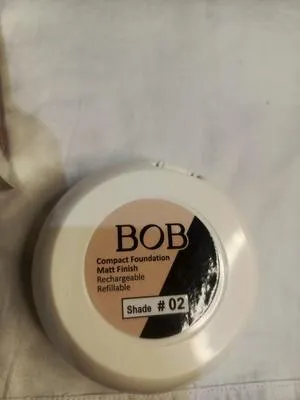 BOB
Compact Foundation
Matt Finish
Rechargeable
Refillable
Shade # 02